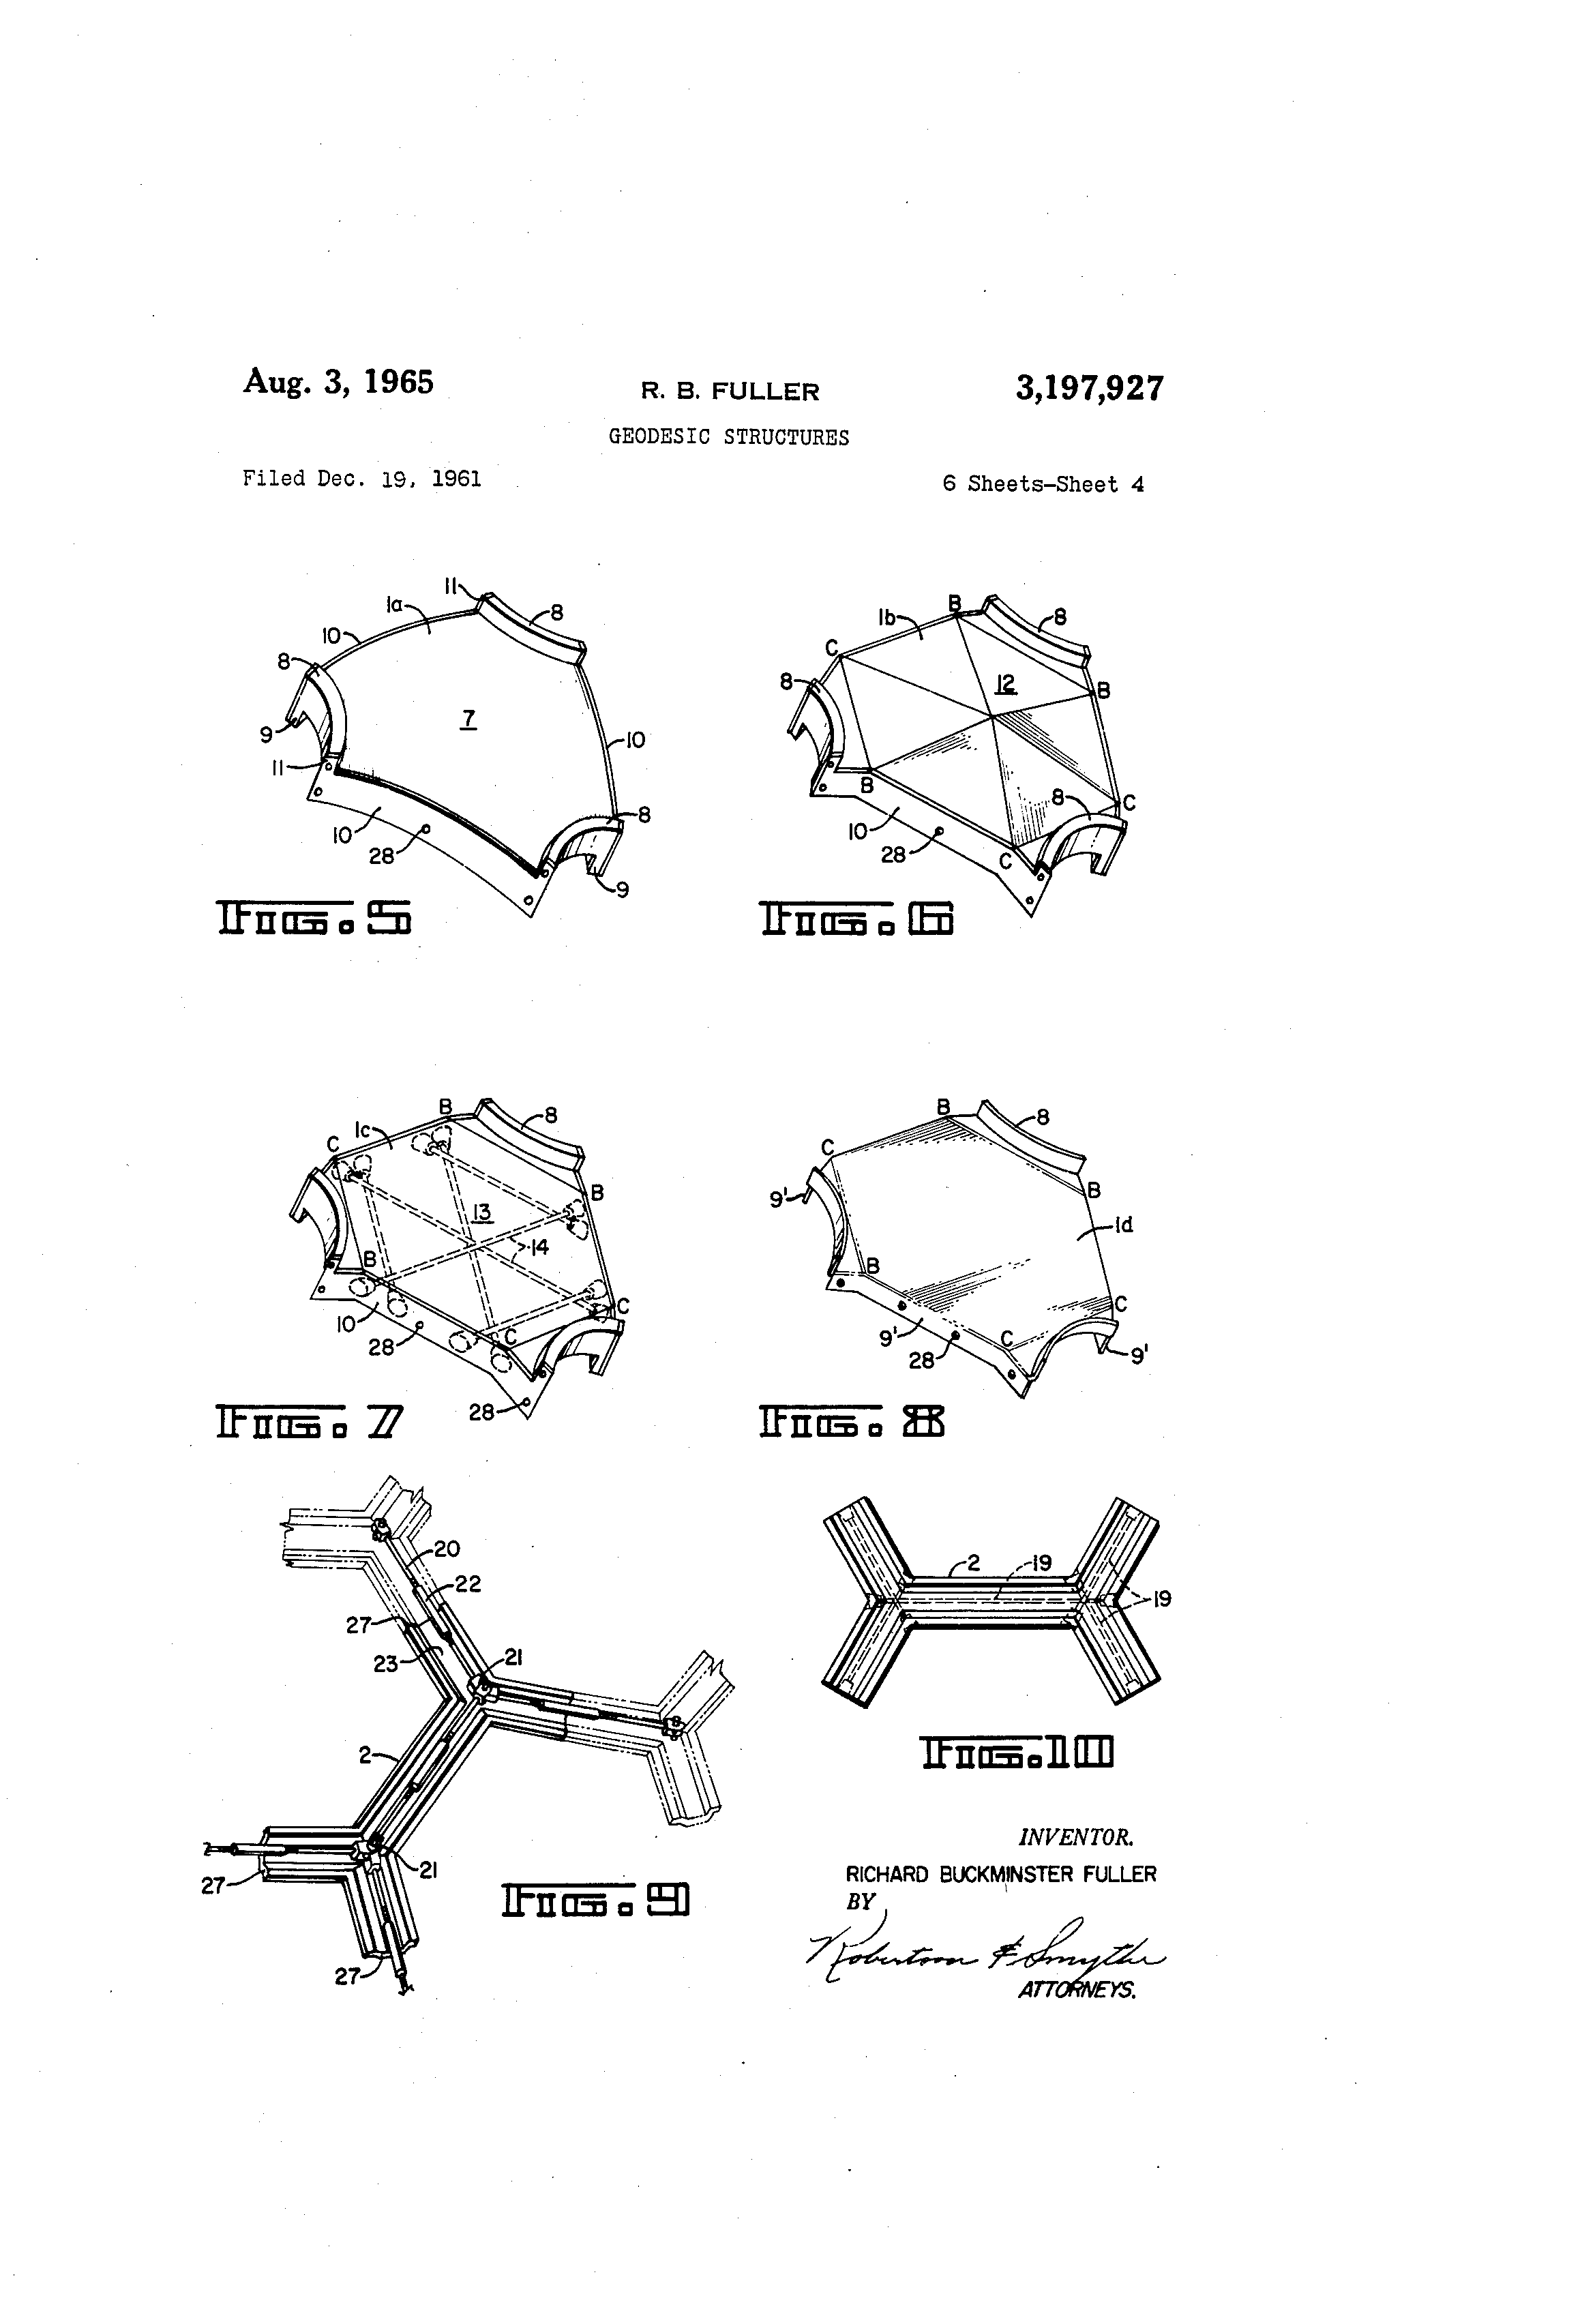 Aug. 3, 1965 R. B. FULLER 3,197,927
GEODESIC STRUCTURES
Filed Dec. 19, 1961 6 Sheets-Sheet 4
11
1a
8
10
8
7
9
10
11
8
10
28
9
FIG. 5
B
1b
8
C
8
12
B
8
C
B
10
28
C
FIG. 6
B
8
1c
C
B
13
14
B
C
10
28
C
28
FIG. 7
B
8
C
9'
B
1d
B
C
9'
C
28
9'
FIG. 8
20
22
27
23
21
2
21
27
27
FIG. 9
2
19
19
FIG. 10
INVENTOR.
RICHARD BUCKMINSTER FULLER
BY
Robertson & Smythe
ATTORNEYS.